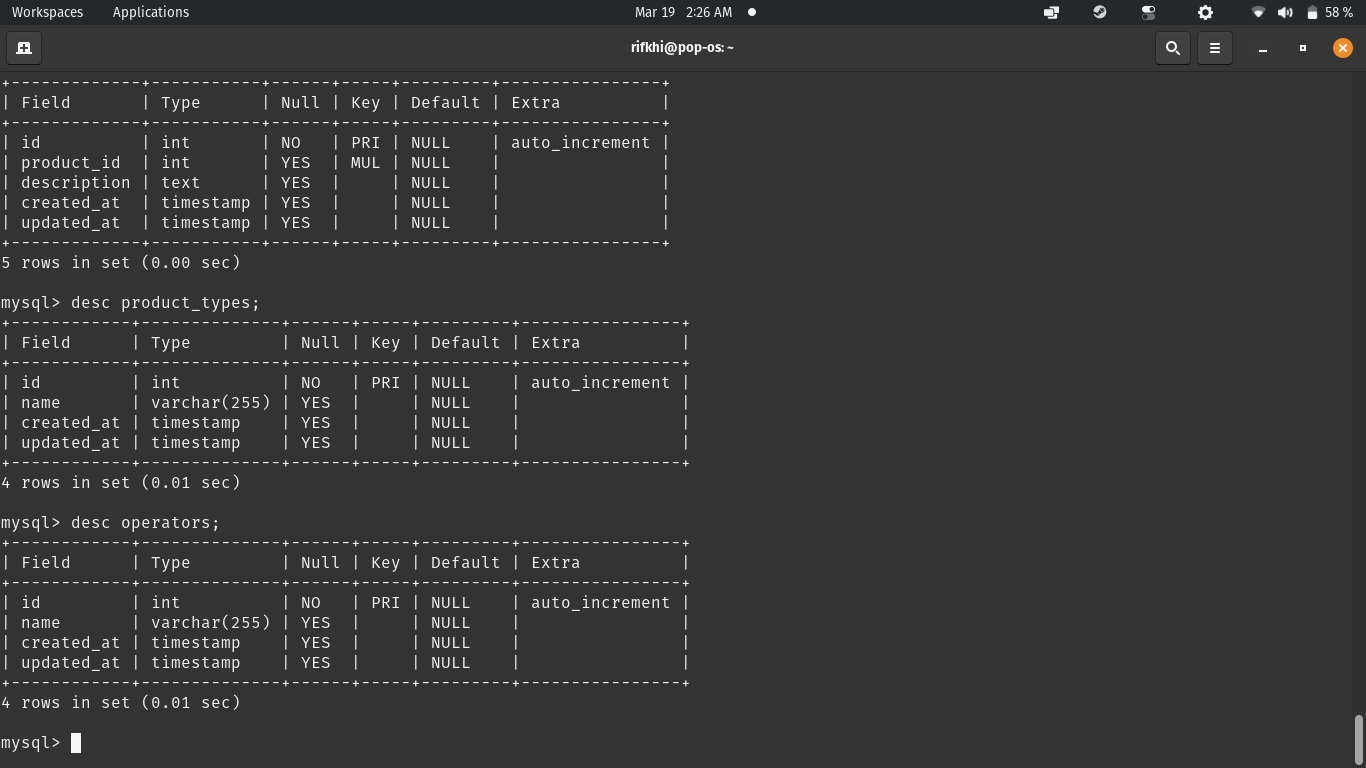 Workspaces Applications Mar 19 2:26 AM 58 %
rifkhi@pop-os: ~
+-------------+-----------+------+-----+---------+----------------+
| Field       | Type      | Null | Key | Default | Extra          |
+-------------+-----------+------+-----+---------+----------------+
| id          | int       | NO   | PRI | NULL    | auto_increment |
| product_id  | int       | YES  | MUL | NULL    |                |
| description | text      | YES  |     | NULL    |                |
| created_at  | timestamp | YES  |     | NULL    |                |
| updated_at  | timestamp | YES  |     | NULL    |                |
+-------------+-----------+------+-----+---------+----------------+
5 rows in set (0.00 sec)
mysql> desc product_types;
+------------+--------------+------+-----+---------+----------------+
| Field      | Type         | Null | Key | Default | Extra          |
+------------+--------------+------+-----+---------+----------------+
| id         | int          | NO   | PRI | NULL    | auto_increment |
| name       | varchar(255) | YES  |     | NULL    |                |
| created_at | timestamp    | YES  |     | NULL    |                |
| updated_at | timestamp    | YES  |     | NULL    |                |
+------------+--------------+------+-----+---------+----------------+
4 rows in set (0.01 sec)
mysql> desc operators;
+------------+--------------+------+-----+---------+----------------+
| Field      | Type         | Null | Key | Default | Extra          |
+------------+--------------+------+-----+---------+----------------+
| id         | int          | NO   | PRI | NULL    | auto_increment |
| name       | varchar(255) | YES  |     | NULL    |                |
| created_at | timestamp    | YES  |     | NULL    |                |
| updated_at | timestamp    | YES  |     | NULL    |                |
+------------+--------------+------+-----+---------+----------------+
4 rows in set (0.01 sec)
mysql>